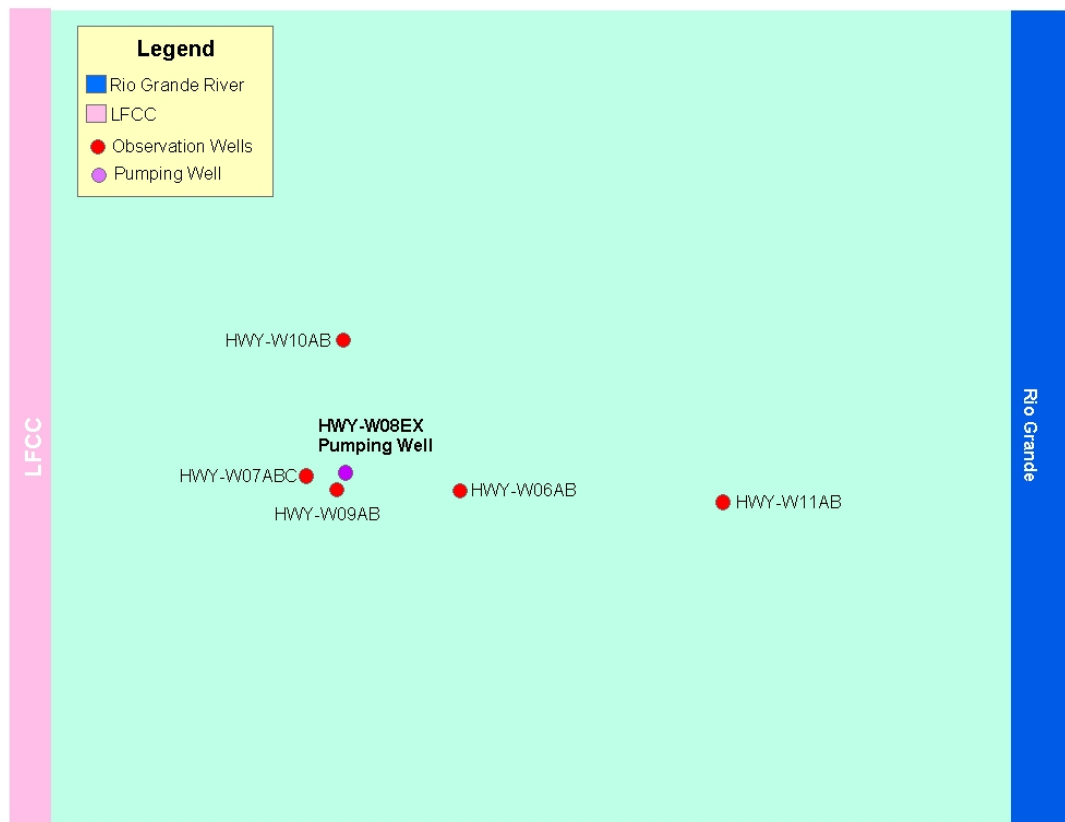 Legend
Rio Grande River
LFCC
Observation Wells
Pumping Well
HWY-W10AB
LFCC
Rio Grande
HWY-W08EX
Pumping Well
HWY-W07ABC
HWY-W06AB
HWY-W11AB
HWY-W09AB